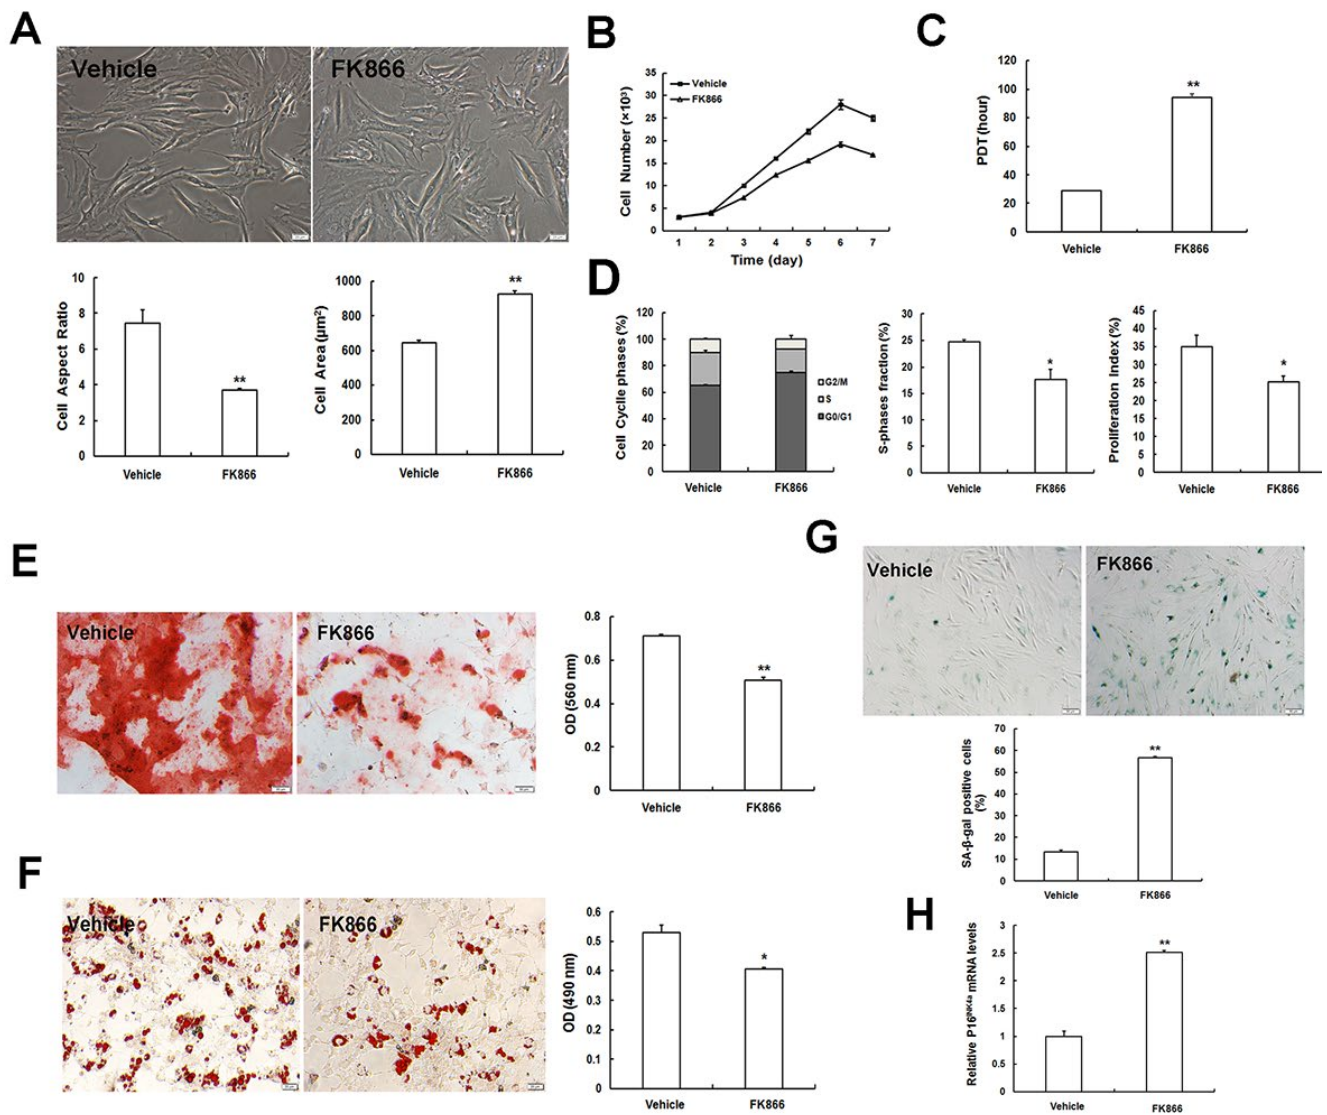 A
Vehicle
FK866
Cell Aspect Ratio
10
8
6
4
2
0
**
Vehicle
FK866
Cell Area (µm²)
1000
800
600
400
200
0
**
Vehicle
FK866
B
Cell Number (×10³)
35
30
25
20
15
10
5
0
Vehicle
FK866
1 2 3 4 5 6 7
Time (day)
C
PDT (hour)
120
100
80
60
40
20
0
**
Vehicle
FK866
D
Cell Cyclle phases (%)
120
100
80
60
40
20
0
G2/M
S
G0/G1
Vehicle
FK866
S-phases fraction (%)
30
25
20
15
10
5
0
*
Vehicle
FK866
Proliferation Index (%)
45
40
35
30
25
20
15
10
5
0
*
Vehicle
FK866
E
Vehicle
FK866
OD (560 nm)
0.8
0.6
0.4
0.2
0
**
Vehicle
FK866
F
Vehicle
FK866
OD (490 nm)
0.6
0.5
0.4
0.3
0.2
0.1
0
*
Vehicle
FK866
G
Vehicle
FK866
SA-β-gal positive cells
(%)
70
60
50
40
30
20
10
0
**
Vehicle
FK866
H
Relative P16ᴵᴺᴷ⁴ᵃ mRNA levels
3
2.5
2
1.5
1
0.5
0
**
Vehicle
FK866